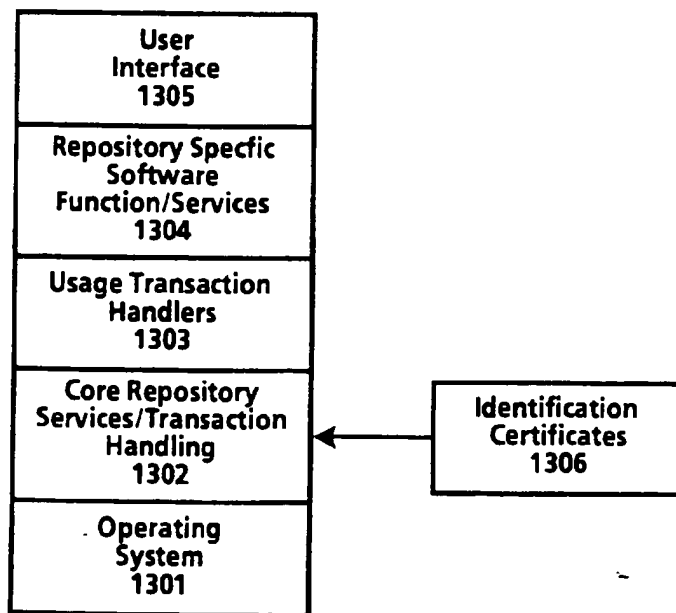 User
Interface
1305
Repository Specfic
Software
Function/Services
1304
Usage Transaction
Handlers
1303
Core Repository
Services/Transaction
Handling
1302
Identification
Certificates
1306
Operating
System
1301